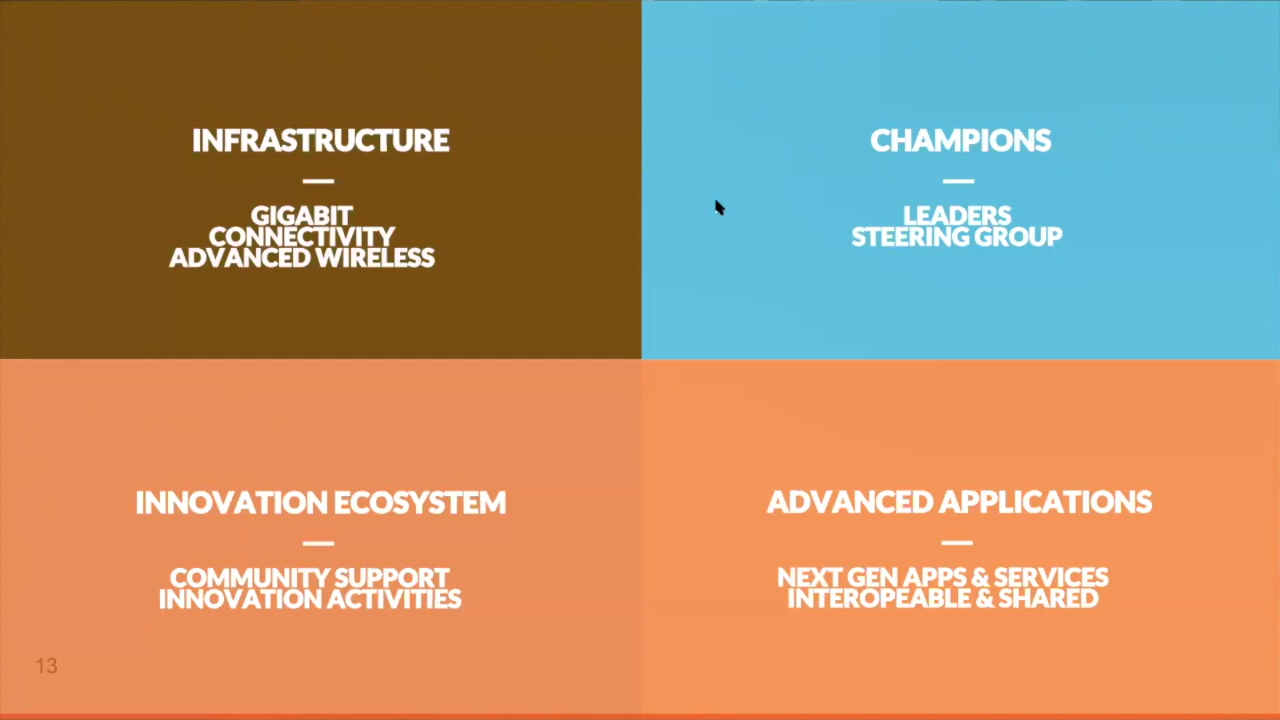 INFRASTRUCTURE
GIGABIT
CONNECTIVITY
ADVANCED WIRELESS
CHAMPIONS
LEADERS
STEERING GROUP
INNOVATION ECOSYSTEM
COMMUNITY SUPPORT
INNOVATION ACTIVITIES
ADVANCED APPLICATIONS
NEXT GEN APPS & SERVICES
INTEROPEABLE & SHARED
13